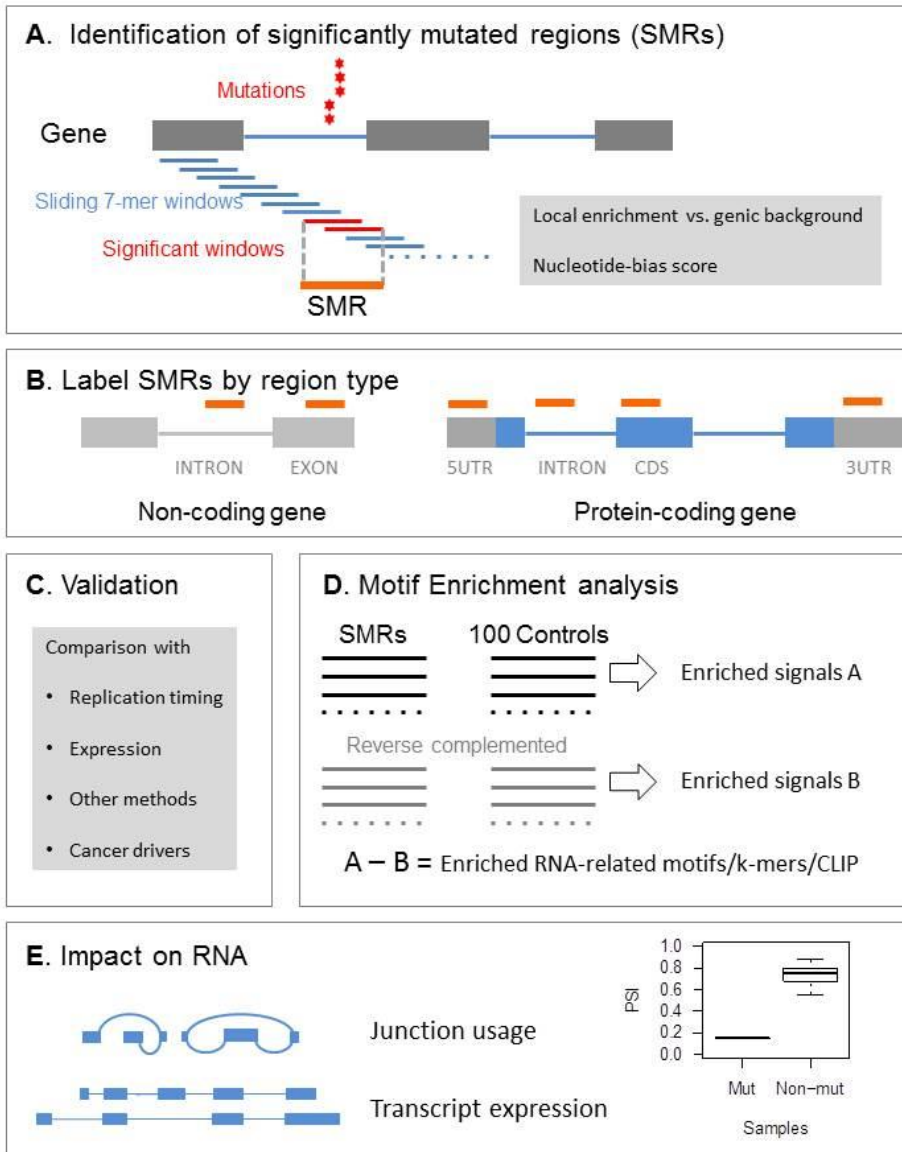 A. Identification of significantly mutated regions (SMRs)
Mutations
Gene
Sliding 7-mer windows
Significant windows
SMR
Local enrichment vs. genic background
Nucleotide-bias score
B. Label SMRs by region type
INTRON EXON
Non-coding gene
5UTR INTRON CDS 3UTR
Protein-coding gene
C. Validation
Comparison with
• Replication timing
• Expression
• Other methods
• Cancer drivers
D. Motif Enrichment analysis
SMRs 100 Controls
Enriched signals A
Reverse complemented
Enriched signals B
A – B = Enriched RNA-related motifs/k-mers/CLIP
E. Impact on RNA
Junction usage
Transcript expression
PSI
1.0
0.8
0.6
0.4
0.2
0.0
Mut Non-mut
Samples